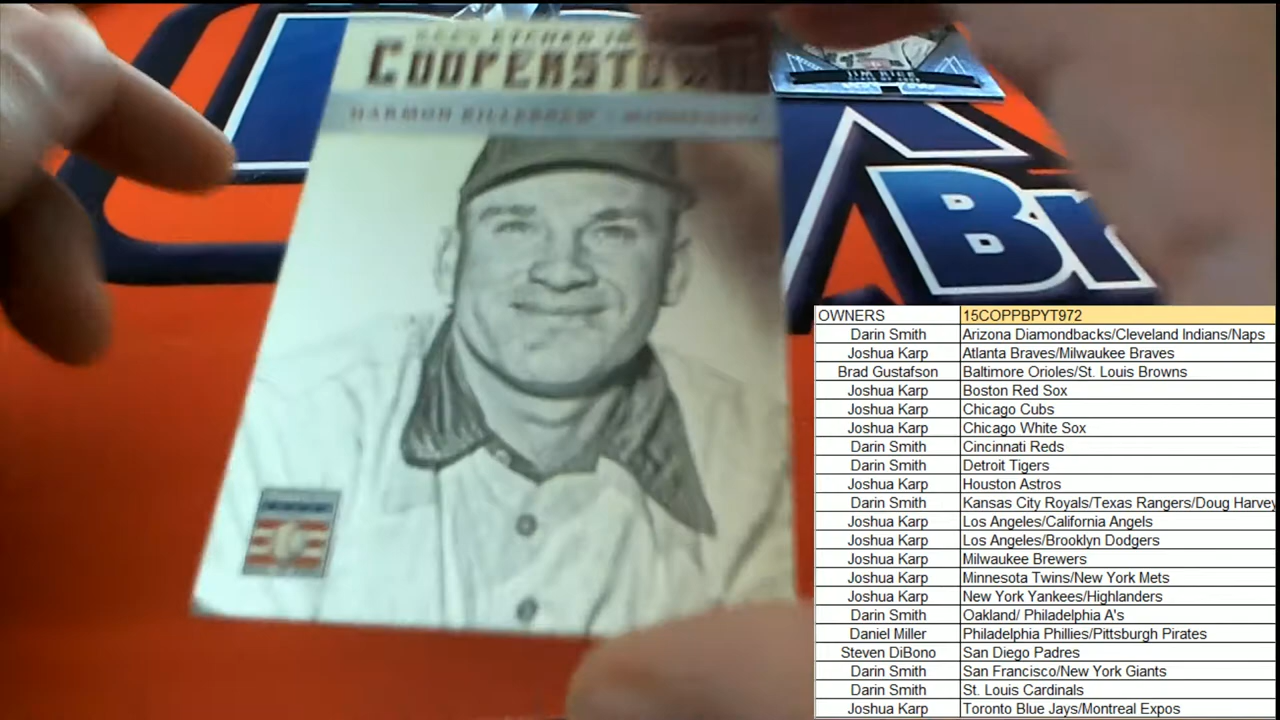 ETCHED IN
COOPERSTOWN
HARMON KILLEBREW
JIM RICE
Br
OWNERS 15COPPBPYT972
Darin Smith Arizona Diamondbacks/Cleveland Indians/Naps
Joshua Karp Atlanta Braves/Milwaukee Braves
Brad Gustafson Baltimore Orioles/St. Louis Browns
Joshua Karp Boston Red Sox
Joshua Karp Chicago Cubs
Joshua Karp Chicago White Sox
Darin Smith Cincinnati Reds
Darin Smith Detroit Tigers
Joshua Karp Houston Astros
Darin Smith Kansas City Royals/Texas Rangers/Doug Harvey
Joshua Karp Los Angeles/California Angels
Joshua Karp Los Angeles/Brooklyn Dodgers
Joshua Karp Milwaukee Brewers
Joshua Karp Minnesota Twins/New York Mets
Joshua Karp New York Yankees/Highlanders
Darin Smith Oakland/ Philadelphia A's
Daniel Miller Philadelphia Phillies/Pittsburgh Pirates
Steven DiBono San Diego Padres
Darin Smith San Francisco/New York Giants
Darin Smith St. Louis Cardinals
Joshua Karp Toronto Blue Jays/Montreal Expos